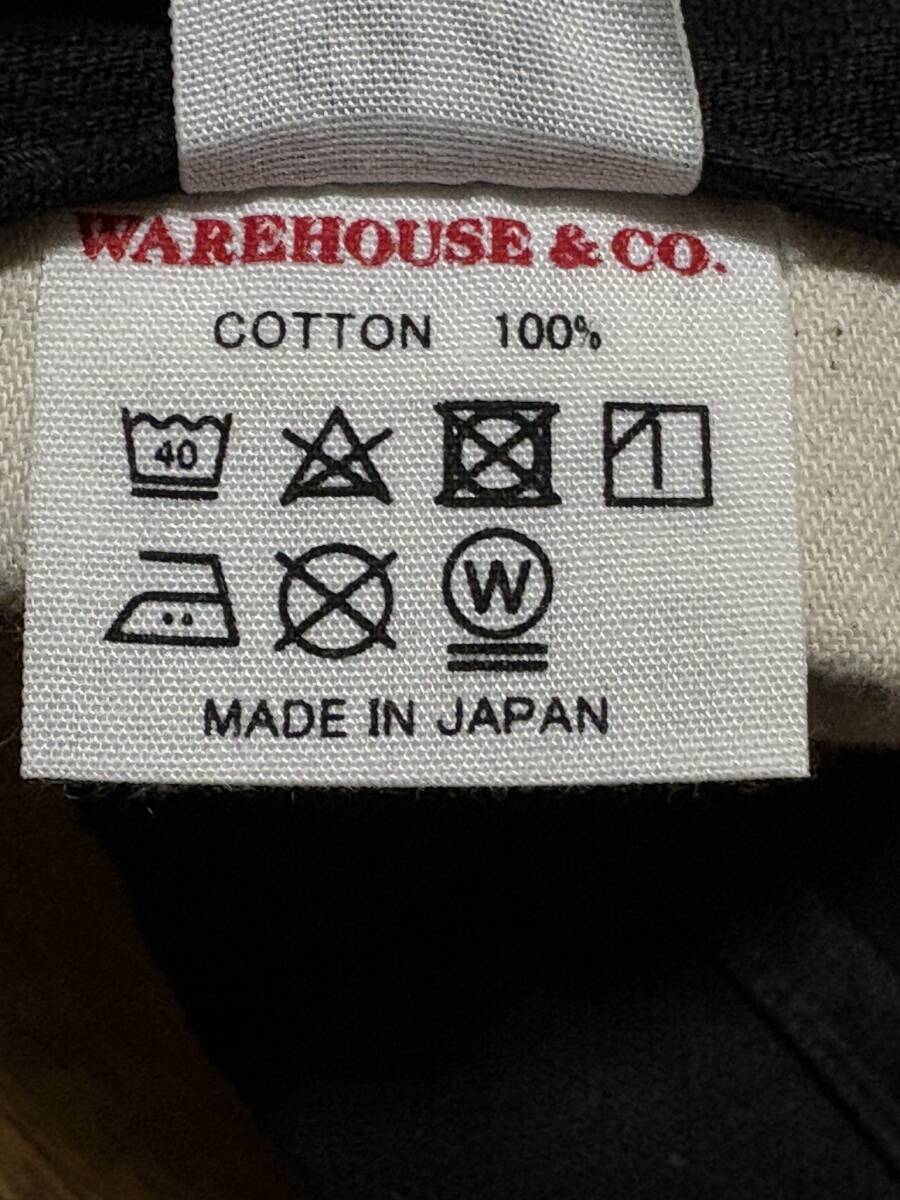 WAREHOUSE & CO.
COTTON 100%
40
W
MADE IN JAPAN